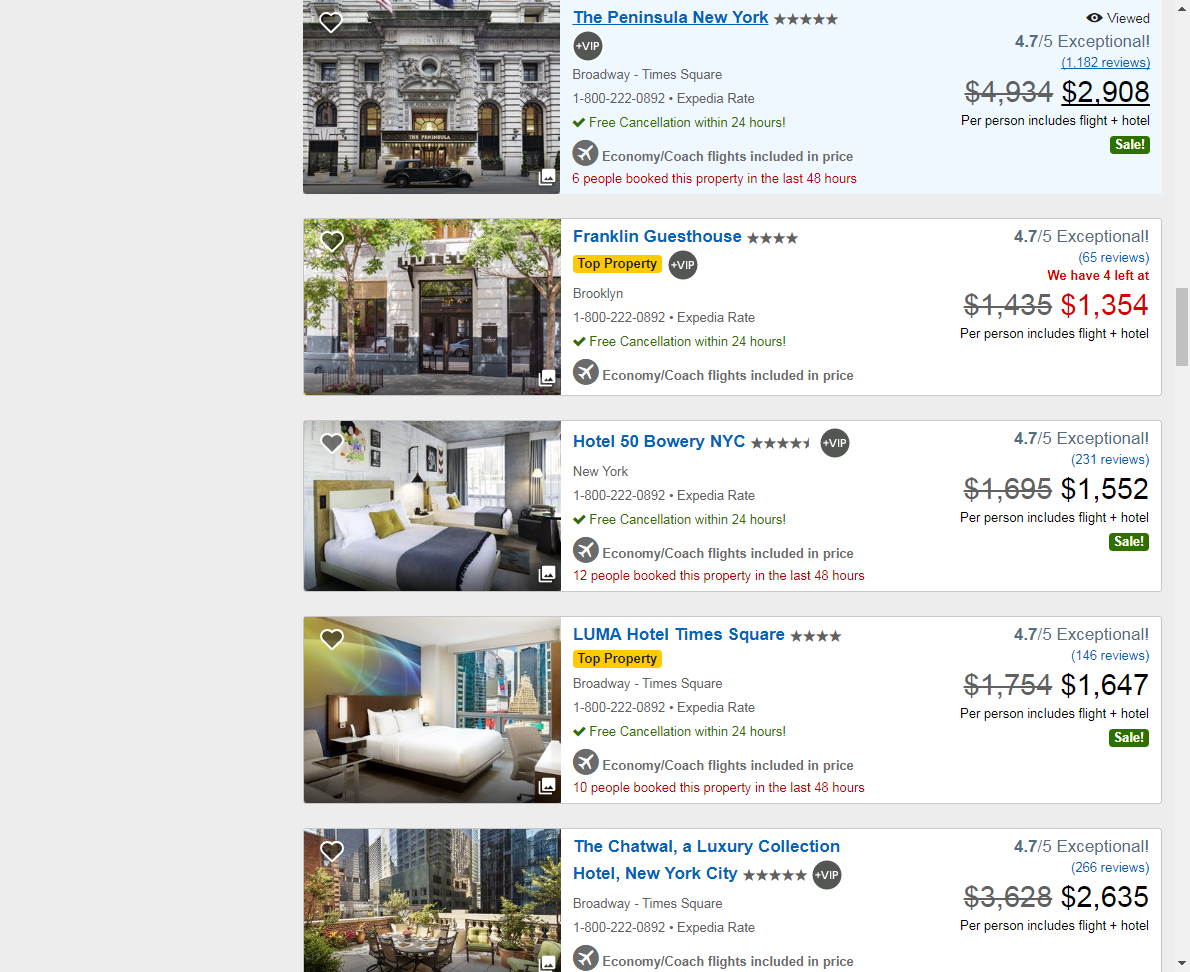 The Peninsula New York
Viewed
+VIP
4.7/5 Exceptional!
(1,182 reviews)
Broadway - Times Square
$4,934 $2,908
1-800-222-0892 • Expedia Rate
Per person includes flight + hotel
Free Cancellation within 24 hours!
Sale!
Economy/Coach flights included in price
6 people booked this property in the last 48 hours
THE PENINSULA
Franklin Guesthouse
4.7/5 Exceptional!
Top Property +VIP
(65 reviews)
We have 4 left at
Brooklyn
$1,435 $1,354
1-800-222-0892 • Expedia Rate
Per person includes flight + hotel
Free Cancellation within 24 hours!
Economy/Coach flights included in price
HOTEL
Hotel 50 Bowery NYC +VIP
4.7/5 Exceptional!
(231 reviews)
New York
$1,695 $1,552
1-800-222-0892 • Expedia Rate
Per person includes flight + hotel
Free Cancellation within 24 hours!
Sale!
Economy/Coach flights included in price
12 people booked this property in the last 48 hours
LUMA Hotel Times Square
4.7/5 Exceptional!
Top Property
(146 reviews)
Broadway - Times Square
$1,754 $1,647
1-800-222-0892 • Expedia Rate
Per person includes flight + hotel
Free Cancellation within 24 hours!
Sale!
Economy/Coach flights included in price
10 people booked this property in the last 48 hours
The Chatwal, a Luxury Collection
Hotel, New York City +VIP
4.7/5 Exceptional!
(266 reviews)
Broadway - Times Square
$3,628 $2,635
1-800-222-0892 • Expedia Rate
Per person includes flight + hotel
Economy/Coach flights included in price